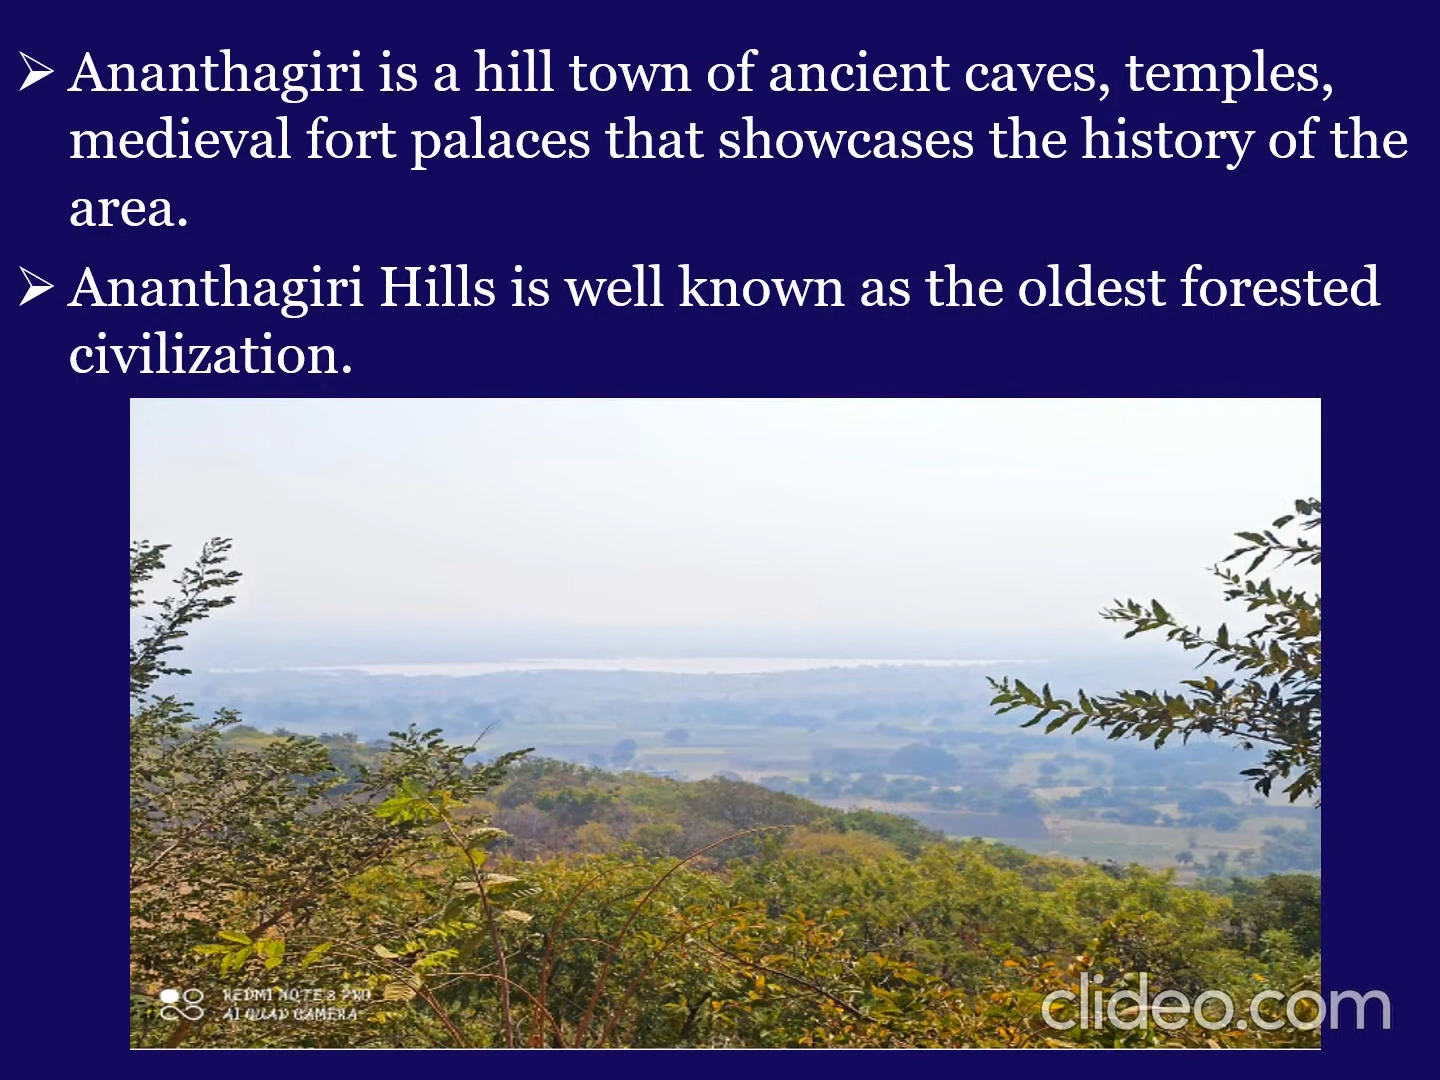 ➢ Ananthagiri is a hill town of ancient caves, temples,
medieval fort palaces that showcases the history of the
area.
➢ Ananthagiri Hills is well known as the oldest forested
civilization.
REDMI NOTE 8 PRO
AI QUAD CAMERA
clideo.com